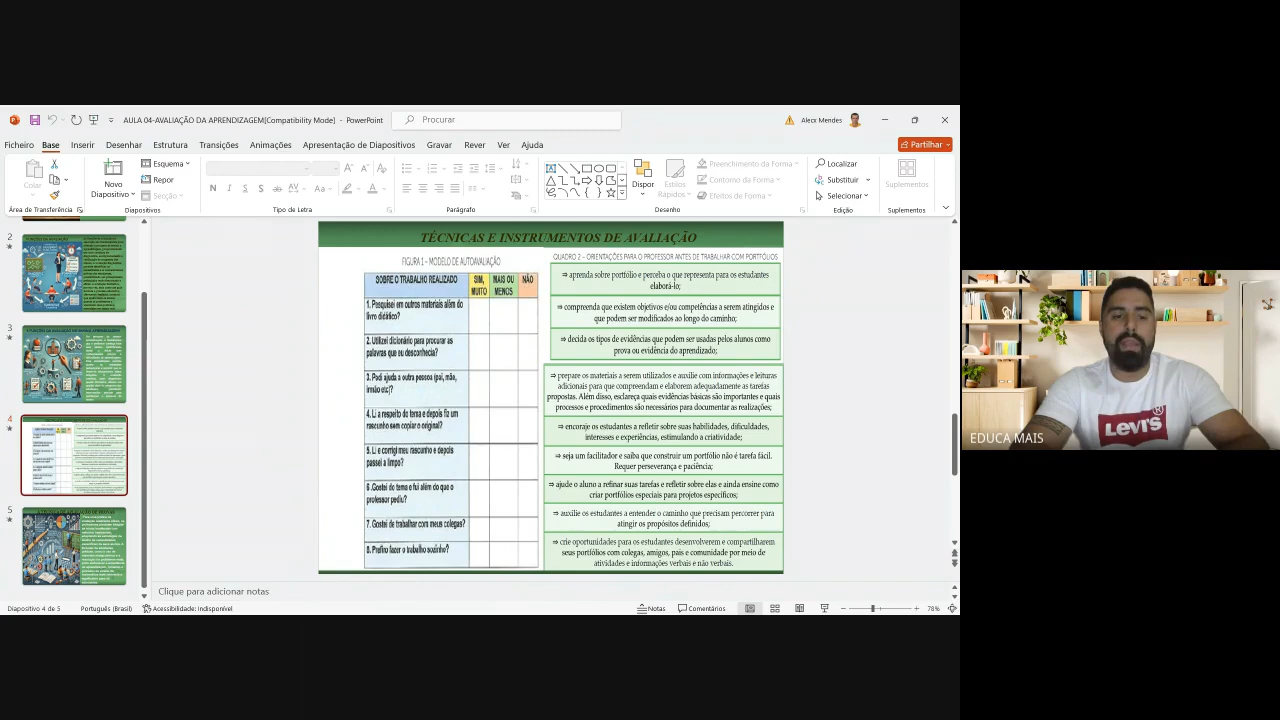 AULA 04-AVALIAÇÃO DA APRENDIZAGEM[Compatibility Mode] - PowerPoint
Procurar
Alecx Mendes
Ficheiro Base Inserir Desenhar Estrutura Transições Animações Apresentação de Diapositivos Gravar Rever Ver Ajuda
Partilhar
Colar
Área de Transferência
Novo
Diapositivo
Esquema
Repor
Secção
Diapositivos
N I S S ab AV Aa A
Tipo de Letra
Parágrafo
Dispor
Estilos
Rápidos
Preenchimento da Forma
Contorno da Forma
Efeitos de Forma
Desenho
Localizar
Substituir
Selecionar
Edição
Suplementos
Suplementos
2
3
4
5
TÉCNICAS E INSTRUMENTOS DE AVALIAÇÃO
FIGURA 1 – MODELO DE AUTOAVALIAÇÃO
SOBRE O TRABALHO REALIZADO
SIM,
MUITO
MAIS OU
MENOS
NÃO
1. Pesquisei em outros materiais além do
livro didático?
2. Utilizei dicionário para procurar as
palavras que eu desconhecia?
3. Pedi ajuda a outra pessoa (pai, mãe,
irmão etc)?
4. Li a respeito do tema e depois fiz um
rascunho sem copiar o original?
5. Li e corrigi meu rascunho e depois
passei a limpo?
6. Gostei do tema e fui além do que o
professor pediu?
7. Gostei de trabalhar com meus colegas?
8. Prefiro fazer o trabalho sozinho?
QUADRO 2 – ORIENTAÇÕES PARA O PROFESSOR ANTES DE TRABALHAR COM PORTFÓLIOS
⇒ aprenda sobre portfólio e perceba o que representa para os estudantes
elaborá-lo;
⇒ compreenda que existem objetivos e/ou competências a serem atingidos e
que podem ser modificados ao longo do caminho;
⇒ decida os tipos de evidências que podem ser usadas pelos alunos como
prova ou evidência do aprendizado;
⇒ prepare os materiais a serem utilizados e auxilie com informações e leituras
adicionais para que compreendam e elaborem adequadamente as tarefas
propostas. Além disso, esclareça quais evidências básicas são importantes e quais
processos e procedimentos são necessários para documentar as realizações;
⇒ encoraje os estudantes a refletir sobre suas habilidades, dificuldades,
interesses e experiências, estimulando a criatividade;
⇒ seja um facilitador e saiba que construir um portfólio não é tarefa fácil.
Requer perseverança e paciência;
⇒ ajude o aluno a refinar suas tarefas e refletir sobre elas e ainda ensine como
criar portfólios especiais para projetos específicos;
⇒ auxilie os estudantes a entender o caminho que precisam percorrer para
atingir os propósitos definidos;
⇒ crie oportunidades para os estudantes desenvolverem e compartilharem
seus portfólios com colegas, amigos, pais e comunidade por meio de
atividades e informações verbais e não verbais.
Clique para adicionar notas
Diapositivo 4 de 5 Português (Brasil) Acessibilidade: Indisponível
Notas Comentários 78%
LEVI'S
EDUCA MAIS